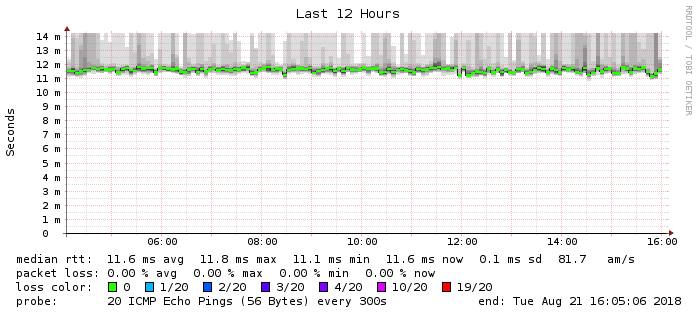 Last 12 Hours
RRDTOOL / TOBI OETIKER
Seconds
14 m
13 m
12 m
11 m
10 m
9 m
8 m
7 m
6 m
5 m
4 m
3 m
2 m
1 m
0
06:00 08:00 10:00 12:00 14:00 16:00
median rtt: 11.6 ms avg 11.8 ms max 11.1 ms min 11.6 ms now 0.1 ms sd 81.7 am/s
packet loss: 0.00 % avg 0.00 % max 0.00 % min 0.00 % now
loss color: 0 1/20 2/20 3/20 4/20 10/20 19/20
probe: 20 ICMP Echo Pings (56 Bytes) every 300s end: Tue Aug 21 16:05:06 2018